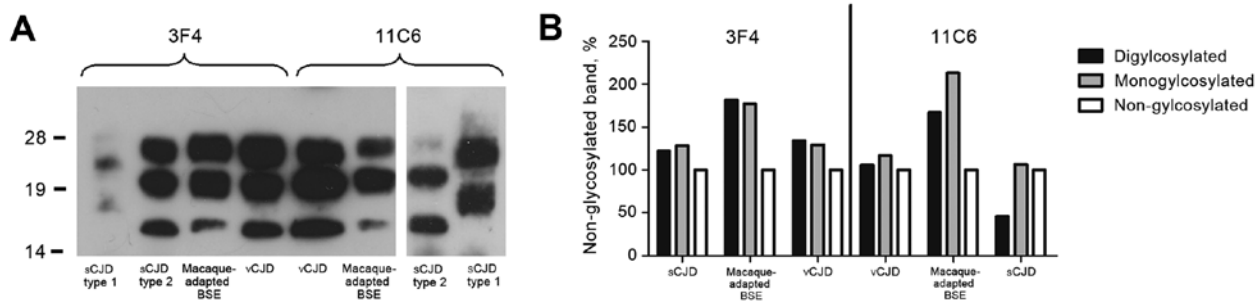 A
3F4
11C6
28
19
14
sCJD
type 1
sCJD
type 2
Macaque-
adapted
BSE
vCJD
vCJD
Macaque-
adapted
BSE
sCJD
type 2
sCJD
type 1
B
3F4
11C6
Non-glycosylated band, %
250
200
150
100
50
0
sCJD
Macaque-
adapted
BSE
vCJD
vCJD
Macaque-
adapted
BSE
sCJD
Digylcosylated
Monogylcosylated
Non-gylcosylated